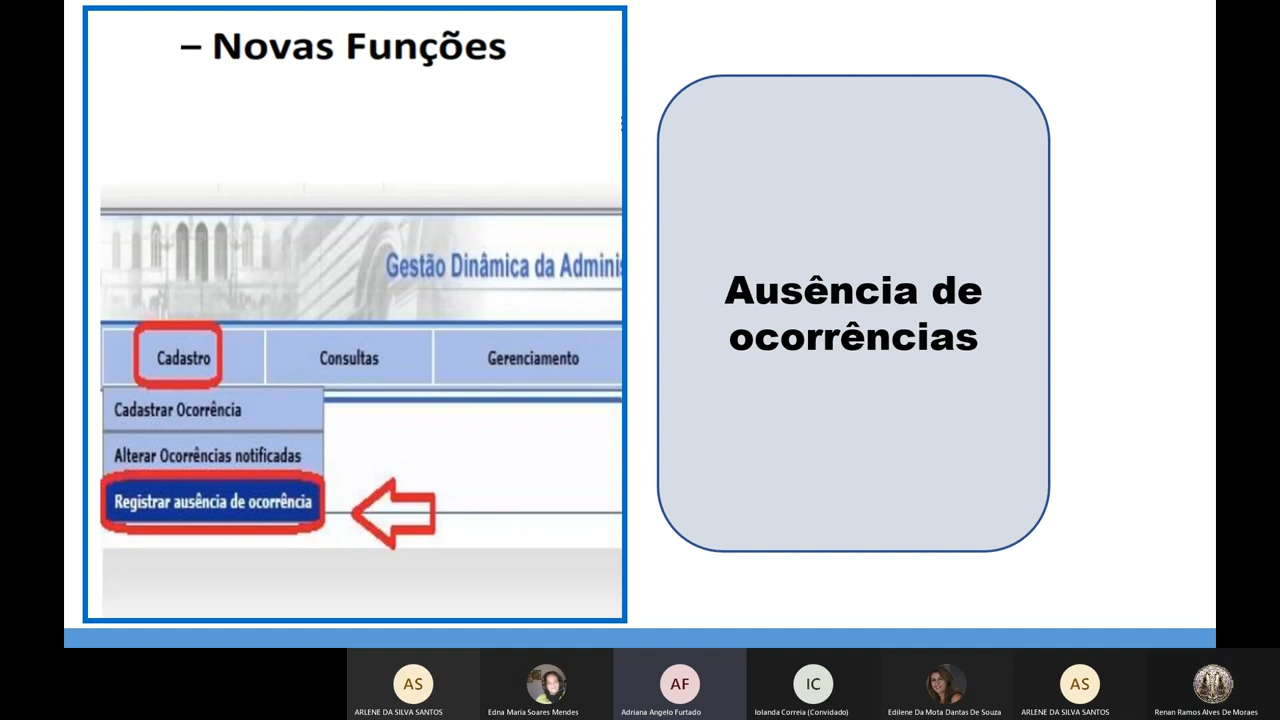 – Novas Funções
Gestão Dinâmica da Adminis
Cadastro
Consultas
Gerenciamento
Cadastrar Ocorrência
Alterar Ocorrências notificadas
Registrar ausência de ocorrência
Ausência de
ocorrências
AS
AF
IC
AS
ARLENE DA SILVA SANTOS
Edna Maria Soares Mendes
Adriana Angelo Furtado
Iolanda Correia (Convidado)
Edilene Da Mota Dantas De Souza
ARLENE DA SILVA SANTOS
Renan Ramos Alves De Moraes